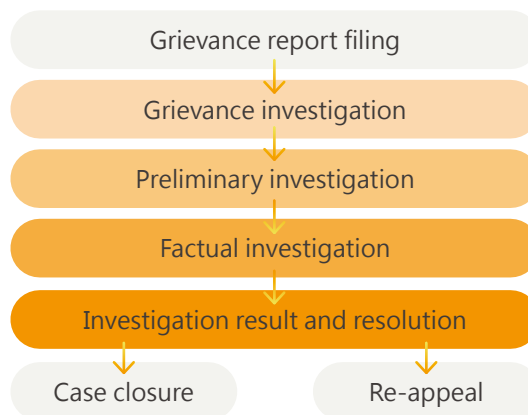 Grievance report filing
Grievance investigation
Preliminary investigation
Factual investigation
Investigation result and resolution
Case closure
Re-appeal